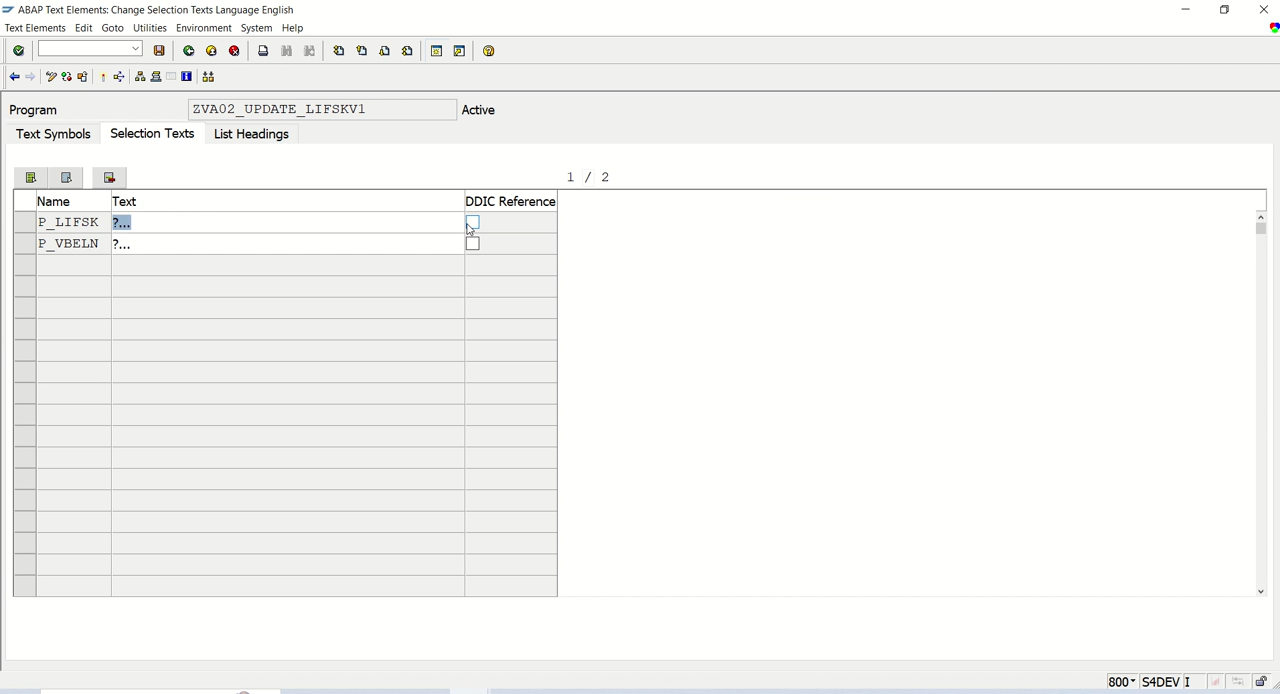 ABAP Text Elements: Change Selection Texts Language English
Text Elements Edit Goto Utilities Environment System Help
Program ZVA02_UPDATE_LIFSKV1 Active
Text Symbols Selection Texts List Headings
1 / 2
Name Text DDIC Reference
P_LIFSK ?...
P_VBELN ?...
800 S4DEV I